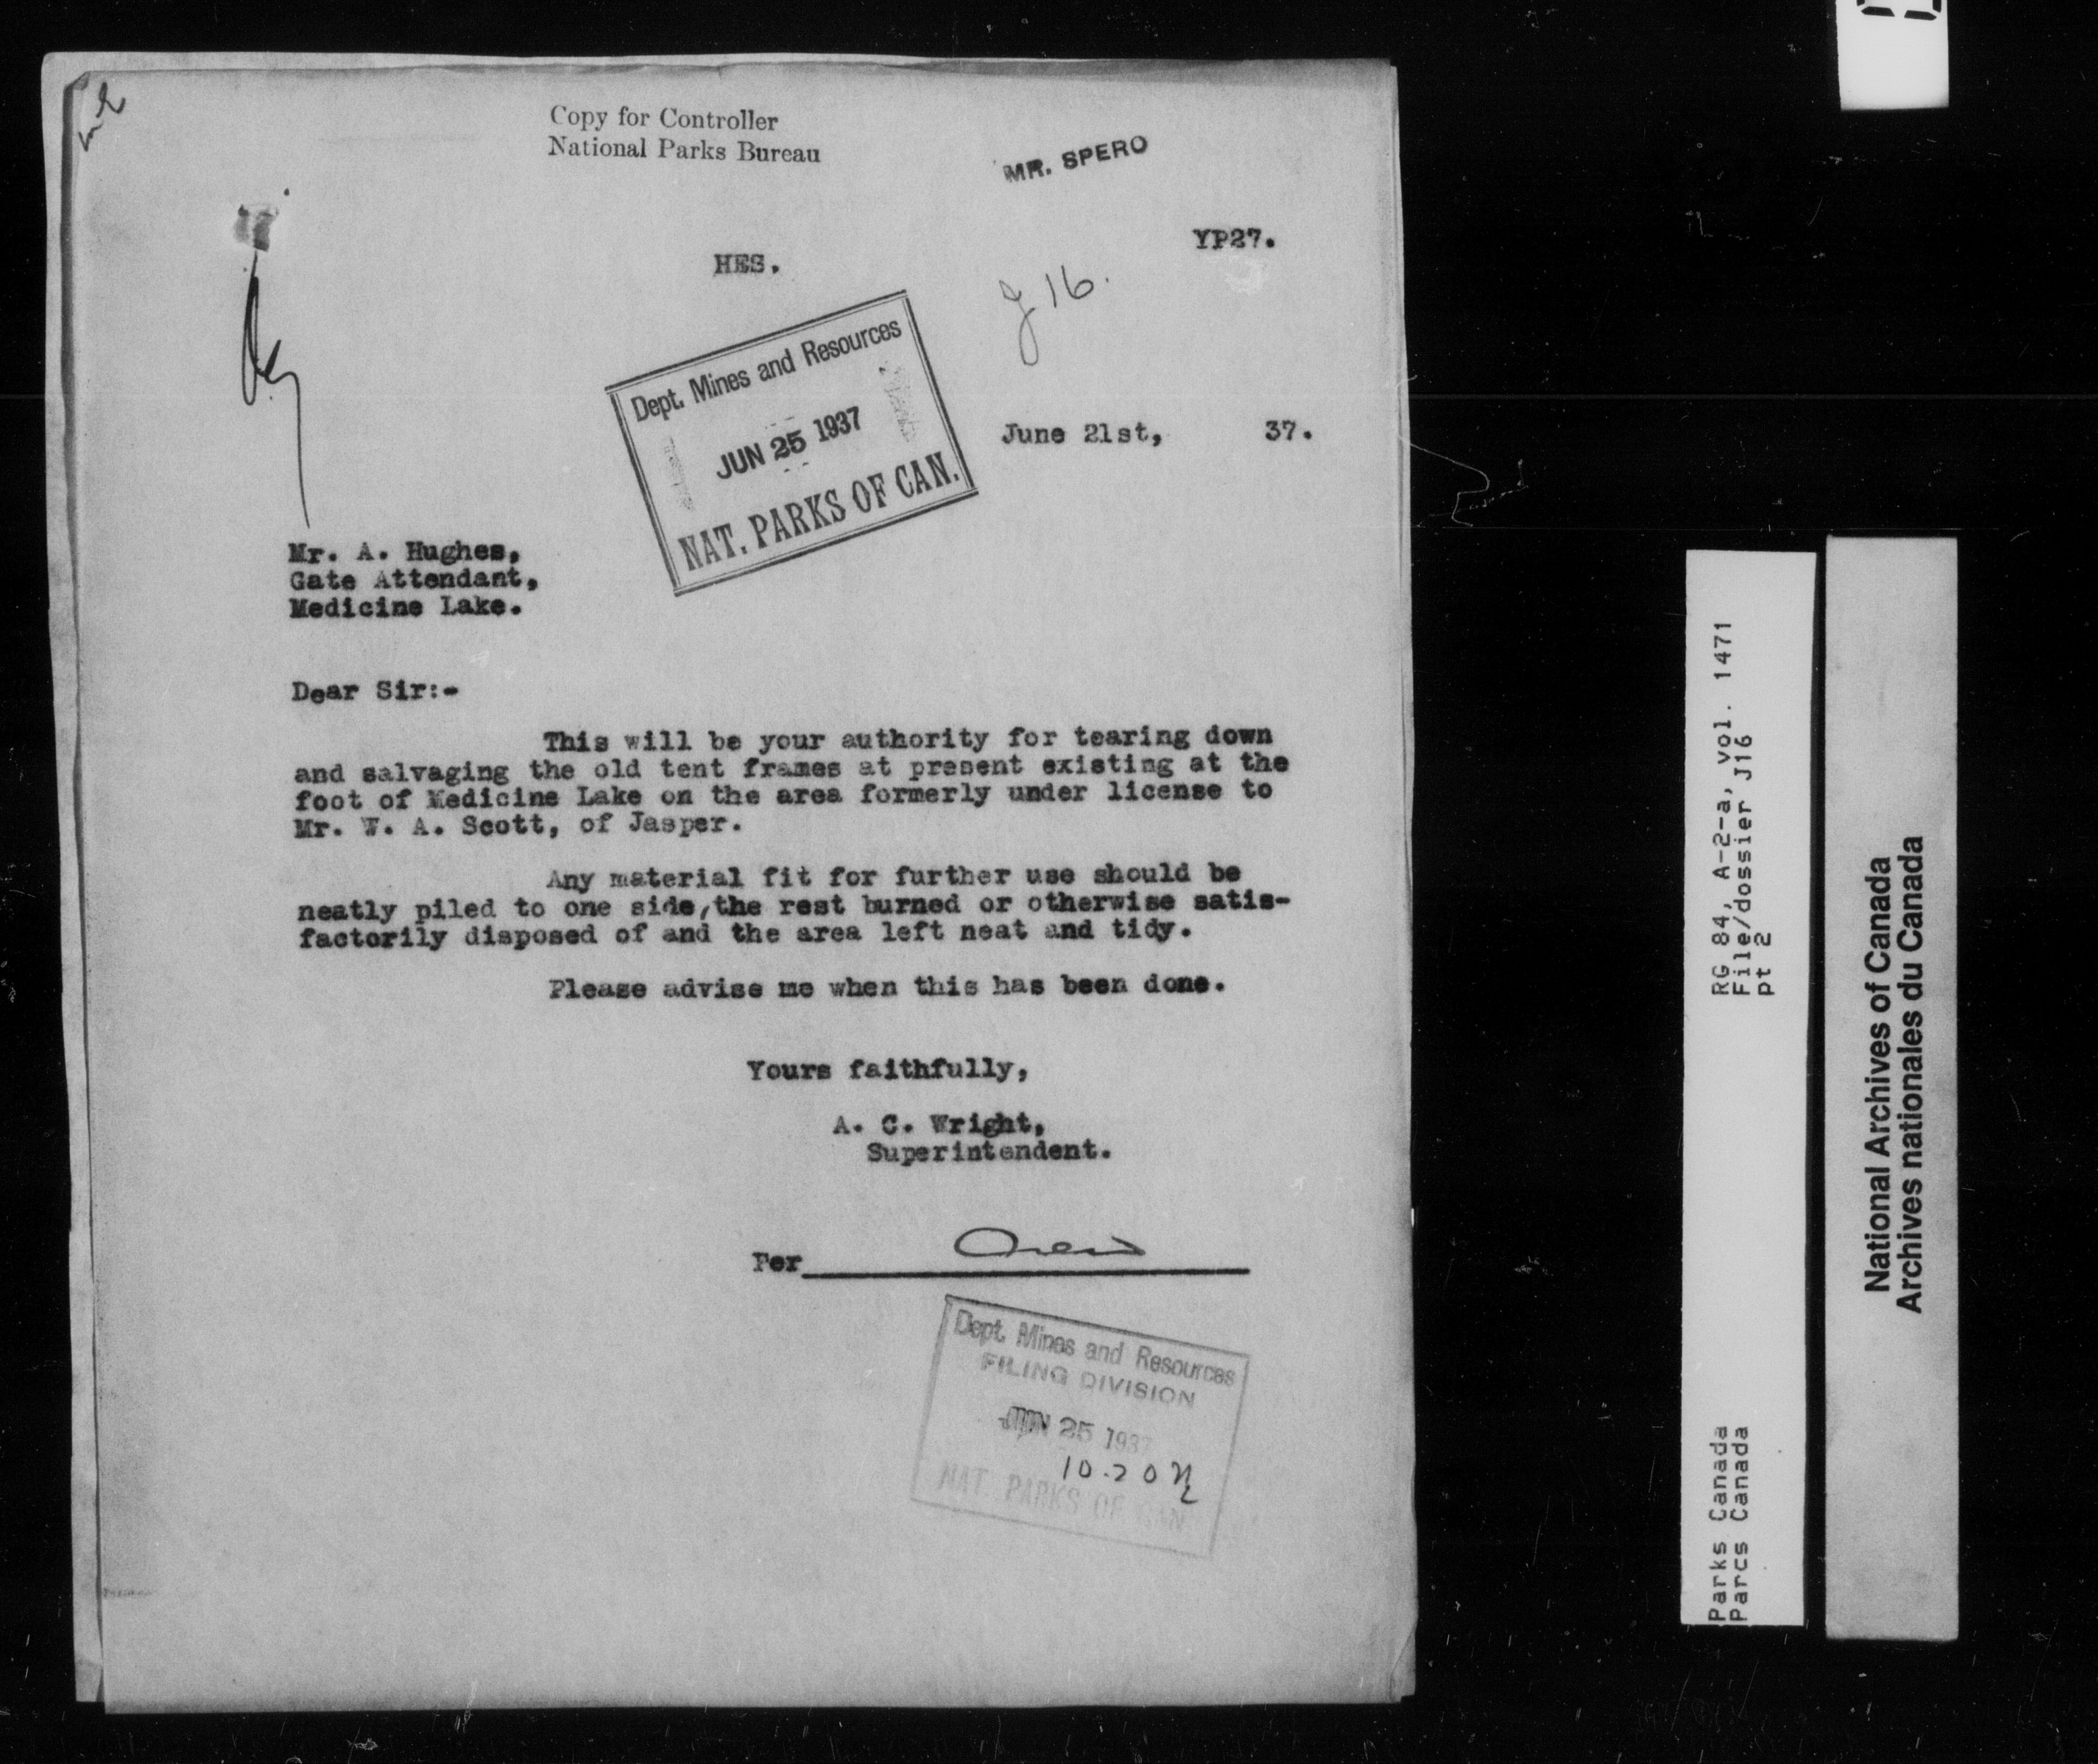 Copy for Controller
National Parks Bureau
MR. SPERO
YP27.
HES.
J 16.
Dept. Mines and Resources
JUN 25 1937
NAT. PARKS OF CAN.
June 21st, 37.
Mr. A. Hughes,
Gate Attendant,
Medicine Lake.
Dear Sir:-
This will be your authority for tearing down
and salvaging the old tent frames at present existing at the
foot of Medicine Lake on the area formerly under license to
Mr. W. A. Scott, of Jasper.
Any material fit for further use should be
neatly piled to one side, the rest burned or otherwise satis-
factorily disposed of and the area left neat and tidy.
Please advise me when this has been done.
Yours faithfully,
A. C. Wright,
Superintendent.
Per
Dept. Mines and Resources
FILING DIVISION
JUN 25 1937
10.20
NAT. PARKS OF CAN.
RG 84, A-2-a, vol. 1471
File/dossier J16
pt 2
Parks Canada
Parcs Canada
National Archives of Canada
Archives nationales du Canada